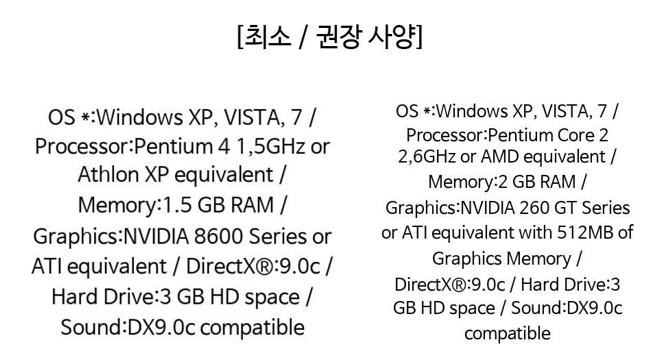 [최소 / 권장 사양]
OS *:Windows XP, VISTA, 7 /
Processor:Pentium 4 1,5GHz or
Athlon XP equivalent /
Memory:1.5 GB RAM /
Graphics:NVIDIA 8600 Series or
ATI equivalent / DirectX®:9.0c /
Hard Drive:3 GB HD space /
Sound:DX9.0c compatible
OS *:Windows XP, VISTA, 7 /
Processor:Pentium Core 2
2,6GHz or AMD equivalent /
Memory:2 GB RAM /
Graphics:NVIDIA 260 GT Series
or ATI equivalent with 512MB of
Graphics Memory /
DirectX®:9.0c / Hard Drive:3
GB HD space / Sound:DX9.0c
compatible